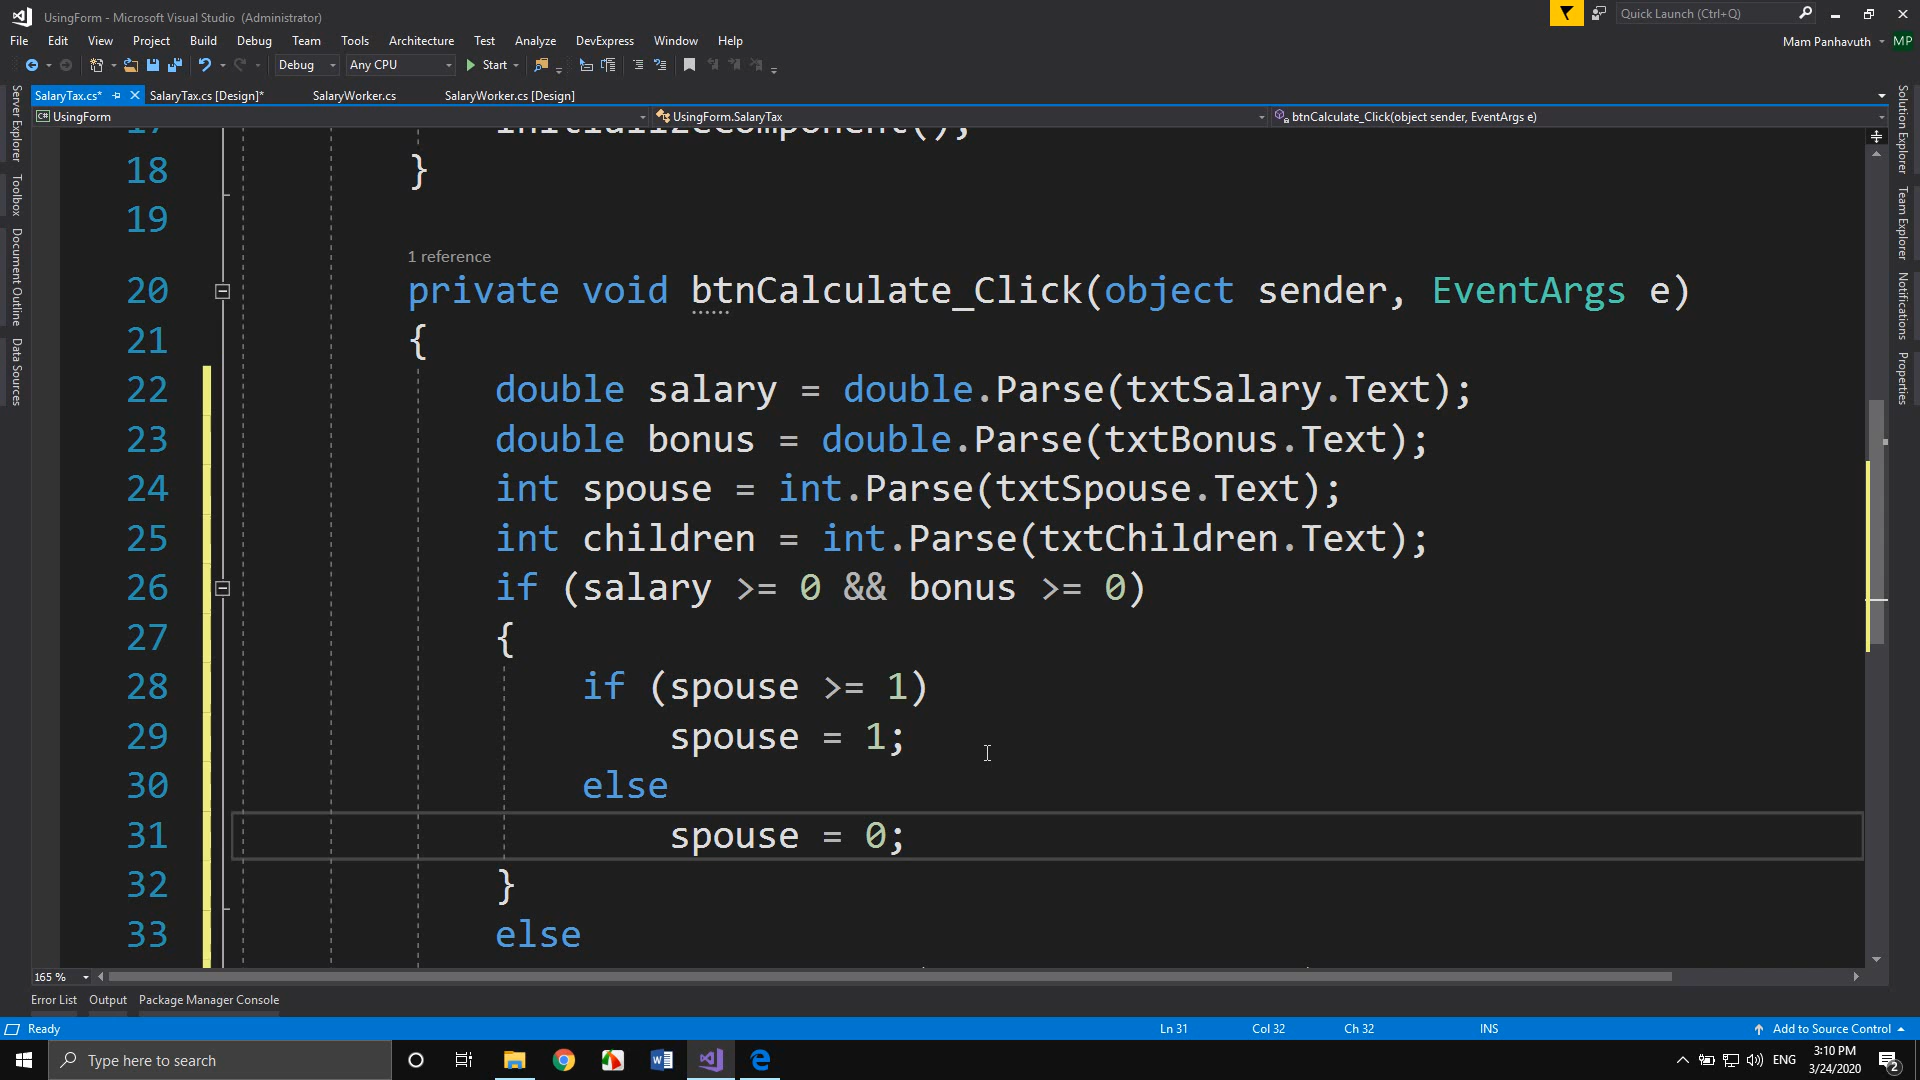 UsingForm - Microsoft Visual Studio (Administrator)
Quick Launch (Ctrl+Q)
File Edit View Project Build Debug Team Tools Architecture Test Analyze DevExpress Window Help
Mam Panhavuth MP
Debug Any CPU Start
SalaryTax.cs* SalaryTax.cs [Design]* SalaryWorker.cs SalaryWorker.cs [Design]
UsingForm UsingForm.SalaryTax btnCalculate_Click(object sender, EventArgs e)
Server Explorer
Toolbox
Document Outline
Data Sources
17 InitializeComponent();
18 }
19
1 reference
20 private void btnCalculate_Click(object sender, EventArgs e)
21 {
22 double salary = double.Parse(txtSalary.Text);
23 double bonus = double.Parse(txtBonus.Text);
24 int spouse = int.Parse(txtSpouse.Text);
25 int children = int.Parse(txtChildren.Text);
26 if (salary >= 0 && bonus >= 0)
27 {
28 if (spouse >= 1)
29 spouse = 1;
30 else
31 spouse = 0;
32 }
33 else
Solution Explorer
Team Explorer
Notifications
Properties
165 %
Error List Output Package Manager Console
Ready Ln 31 Col 32 Ch 32 INS Add to Source Control
Type here to search
ENG
3:10 PM
3/24/2020
2